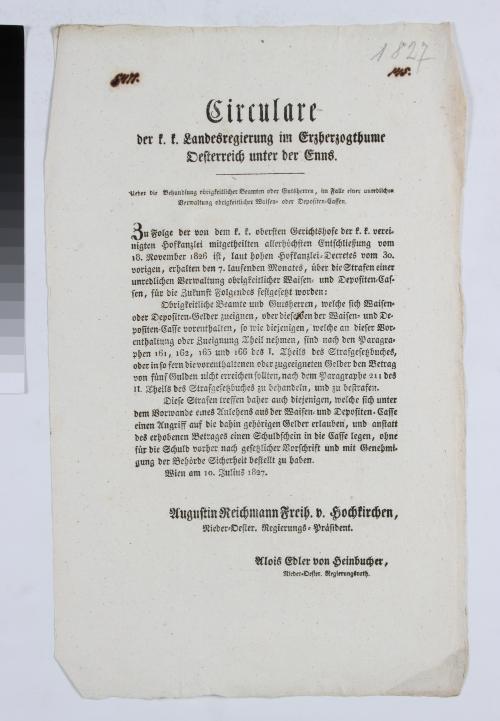 1827
145.
Circulare
der k. k. Landesregierung im Erzherzogthume
Oesterreich unter der Enns.
Ueber die Behandlung obrigkeitlicher Beamten oder Gutsherren, im Falle einer unredlichen
Verwaltung obrigkeitlicher Waisen- oder Depositen-Cassen.
Zu Folge der von dem k. k. obersten Gerichtshofe der k. k. verei-
nigten Hofkanzlei mitgetheilten allerhöchsten Entschließung vom
18. November 1826 ist, laut hohen Hofkanzlei-Decretes vom 30.
vorigen, erhalten den 7. laufenden Monates, über die Strafen einer
unredlichen Verwaltung obrigkeitlicher Waisen- und Depositen-Cas-
sen, für die Zukunft Folgendes festgesetzt worden:
Obrigkeitliche Beamte und Gutsherren, welche sich Waisen-
oder Depositen-Gelder zueignen, oder dieselben der Waisen- und De-
positen-Casse vorenthalten, so wie diejenigen, welche an dieser Vor-
enthaltung oder Zueignung Theil nehmen, sind nach den Paragra-
phen 161, 162, 165 und 166 des I. Theils des Strafgesetzbuches,
oder in so fern die vorenthaltenen oder zugeeigneten Gelder den Betrag
von fünf Gulden nicht erreichen sollten, nach dem Paragraphe 211 des
II. Theils des Strafgesetzbuches zu behandeln, und zu bestrafen.
Diese Strafen treffen daher auch diejenigen, welche sich unter
dem Vorwande eines Anlehens aus der Waisen- und Depositen-Casse
einen Angriff auf die dahin gehörigen Gelder erlauben, und anstatt
des erhobenen Betrages einen Schuldschein in die Casse legen, ohne
für die Schuld vorher nach gesetzlicher Vorschrift und mit Genehmi-
gung der Behörde Sicherheit bestellt zu haben.
Wien am 10. Julius 1827.
Augustin Reichmann Freih. v. Hochkirchen,
Nieder-Oester. Regierungs-Präsident.
Alois Edler von Heinbucher,
Nieder-Oester. Regierungsrath.